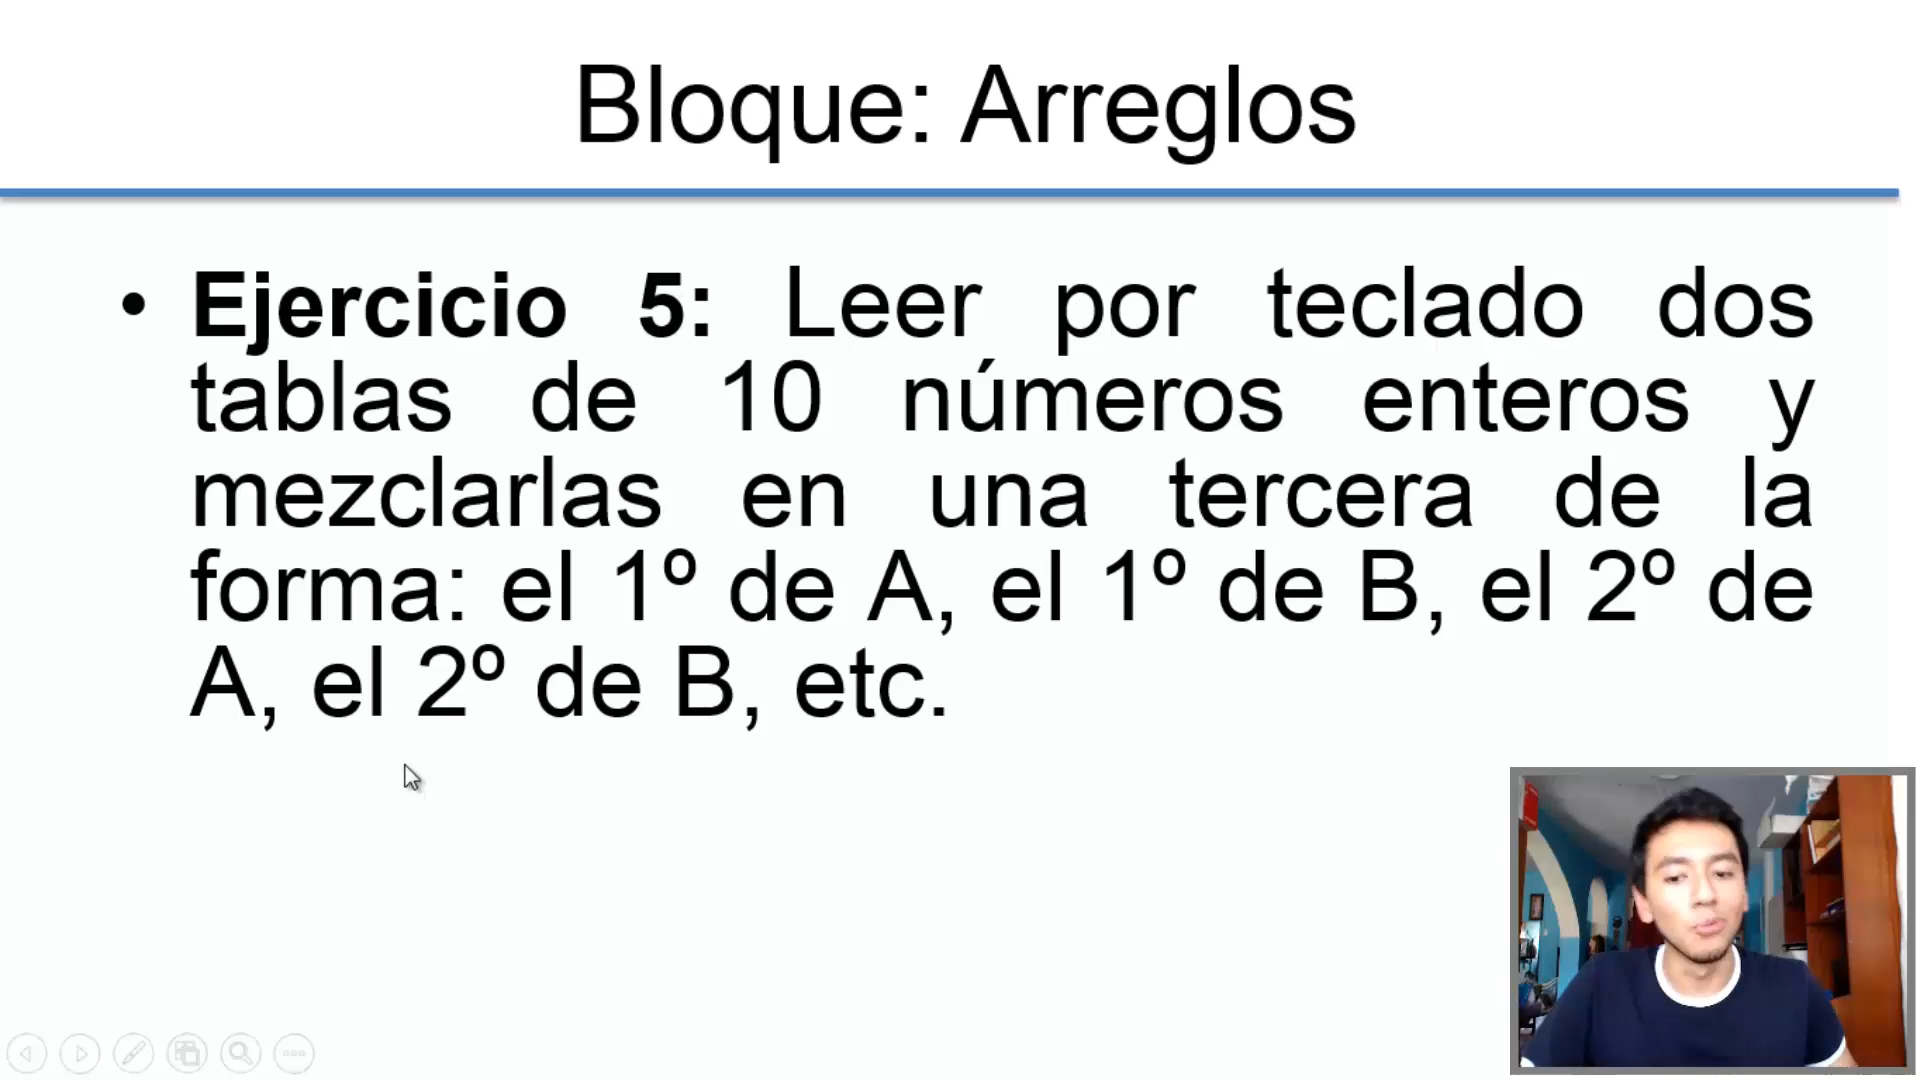 Bloque: Arreglos
• Ejercicio 5: Leer por teclado dos
tablas de 10 números enteros y
mezclarlas en una tercera de la
forma: el 1º de A, el 1º de B, el 2º de
A, el 2º de B, etc.